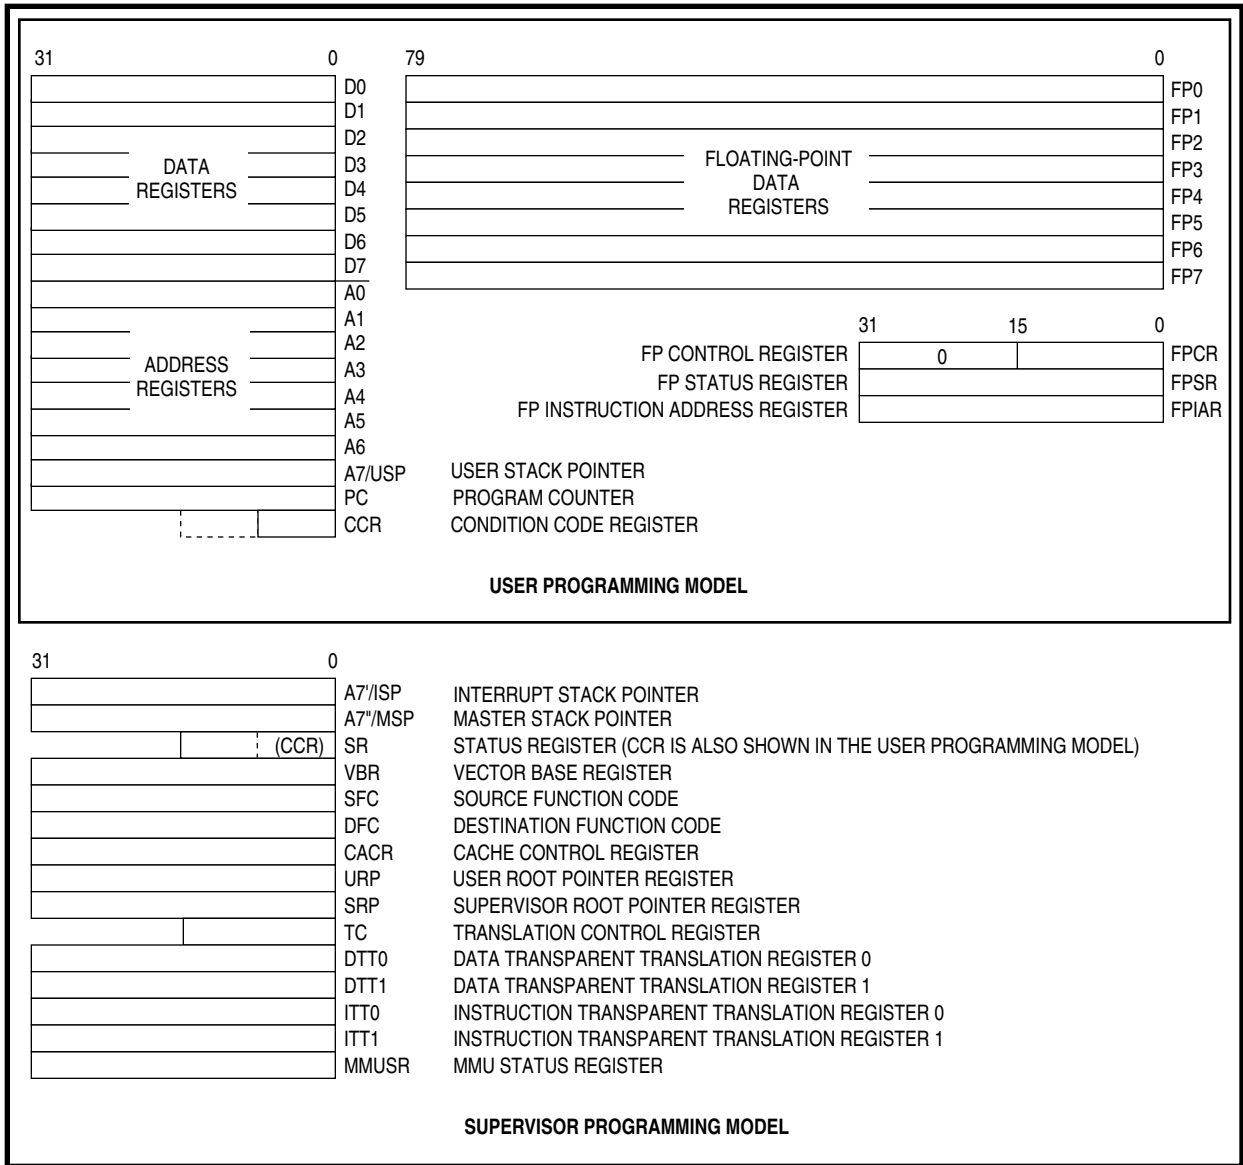 31 0 79 0
D0
D1
D2
D3
D4
D5
D6
D7
DATA
REGISTERS
A0
A1
A2
A3
A4
A5
A6
ADDRESS
REGISTERS
A7/USP USER STACK POINTER
PC PROGRAM COUNTER
CCR CONDITION CODE REGISTER
FP0
FP1
FP2
FP3
FP4
FP5
FP6
FP7
FLOATING-POINT
DATA
REGISTERS
31 15 0
FP CONTROL REGISTER 0 FPCR
FP STATUS REGISTER FPSR
FP INSTRUCTION ADDRESS REGISTER FPIAR
USER PROGRAMMING MODEL
31 0
A7'/ISP INTERRUPT STACK POINTER
A7"/MSP MASTER STACK POINTER
(CCR) SR STATUS REGISTER (CCR IS ALSO SHOWN IN THE USER PROGRAMMING MODEL)
VBR VECTOR BASE REGISTER
SFC SOURCE FUNCTION CODE
DFC DESTINATION FUNCTION CODE
CACR CACHE CONTROL REGISTER
URP USER ROOT POINTER REGISTER
SRP SUPERVISOR ROOT POINTER REGISTER
TC TRANSLATION CONTROL REGISTER
DTT0 DATA TRANSPARENT TRANSLATION REGISTER 0
DTT1 DATA TRANSPARENT TRANSLATION REGISTER 1
ITT0 INSTRUCTION TRANSPARENT TRANSLATION REGISTER 0
ITT1 INSTRUCTION TRANSPARENT TRANSLATION REGISTER 1
MMUSR MMU STATUS REGISTER
SUPERVISOR PROGRAMMING MODEL